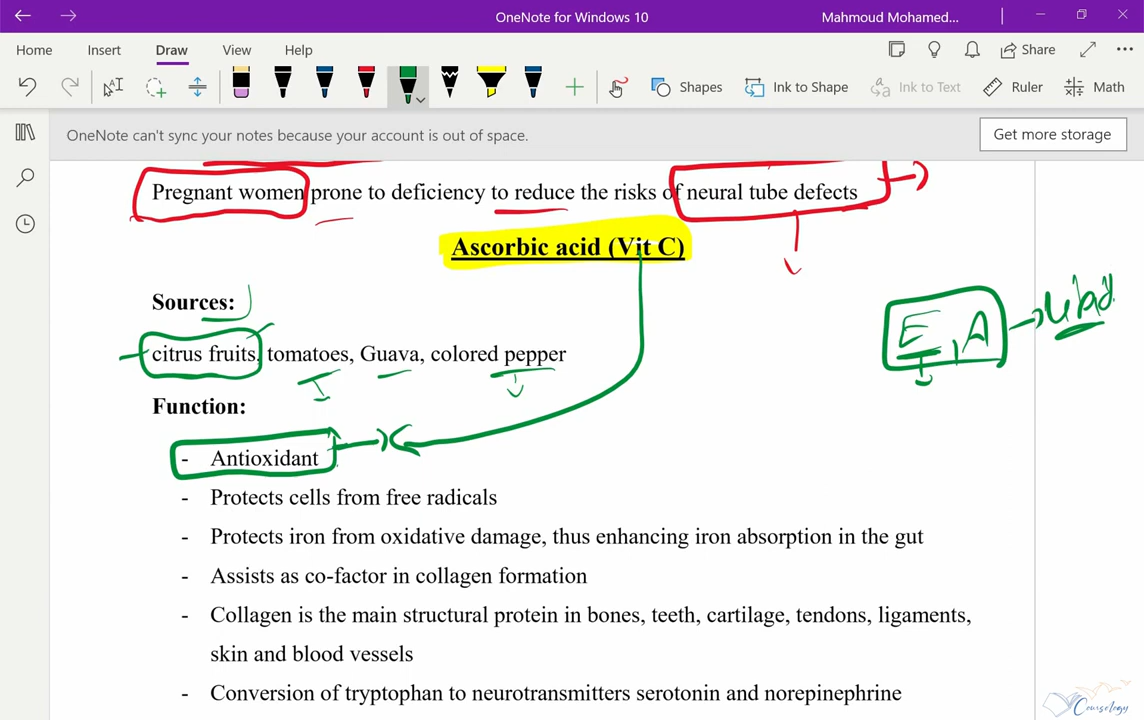 OneNote for Windows 10
Mahmoud Mohamed...
Home Insert Draw View Help
Share
Shapes Ink to Shape Ink to Text Ruler Math
OneNote can't sync your notes because your account is out of space.
Get more storage
Pregnant women prone to deficiency to reduce the risks of neural tube defects
Ascorbic acid (Vit C)
Sources:
E, A
citrus fruits, tomatoes, Guava, colored pepper
Function:
- Antioxidant
- Protects cells from free radicals
- Protects iron from oxidative damage, thus enhancing iron absorption in the gut
- Assists as co-factor in collagen formation
- Collagen is the main structural protein in bones, teeth, cartilage, tendons, ligaments,
skin and blood vessels
- Conversion of tryptophan to neurotransmitters serotonin and norepinephrine
Coursology